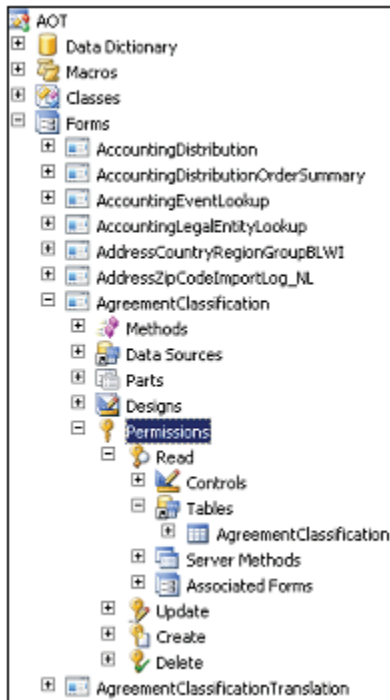 AOT
Data Dictionary
Macros
Classes
Forms
AccountingDistribution
AccountingDistributionOrderSummary
AccountingEventLookup
AccountingLegalEntityLookup
AddressCountryRegionGroupBLWI
AddressZipCodeImportLog_NL
AgreementClassification
Methods
Data Sources
Parts
Designs
Permissions
Read
Controls
Tables
AgreementClassification
Server Methods
Associated Forms
Update
Create
Delete
AgreementClassificationTranslation